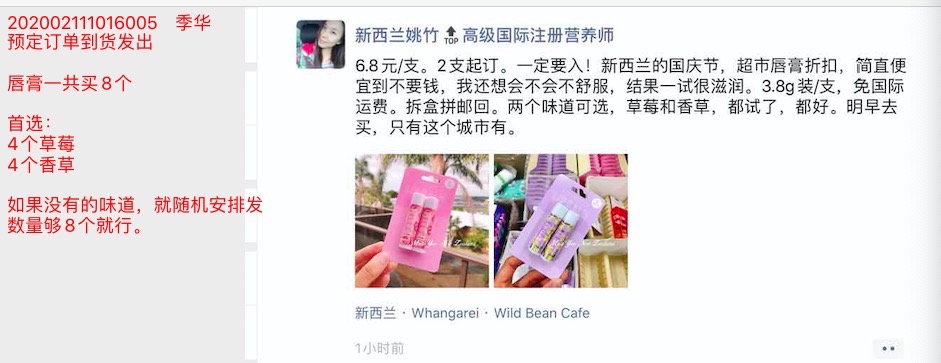 202002111016005 季华
预定订单到货发出
唇膏一共买8个
首选：
4个草莓
4个香草
如果没有的味道，就随机安排发
数量够8个就行。
新西兰姚竹🔝高级国际注册营养师
6.8元/支。2支起订。一定要入！新西兰的国庆节，超市唇膏折扣，简直便
宜到不要钱，我还想会不会不舒服，结果一试很滋润。3.8g装/支，免国际
运费。拆盒拼邮回。两个味道可选，草莓和香草，都试了，都好。明早去
买，只有这个城市有。
新西兰 · Whangarei · Wild Bean Cafe
1小时前